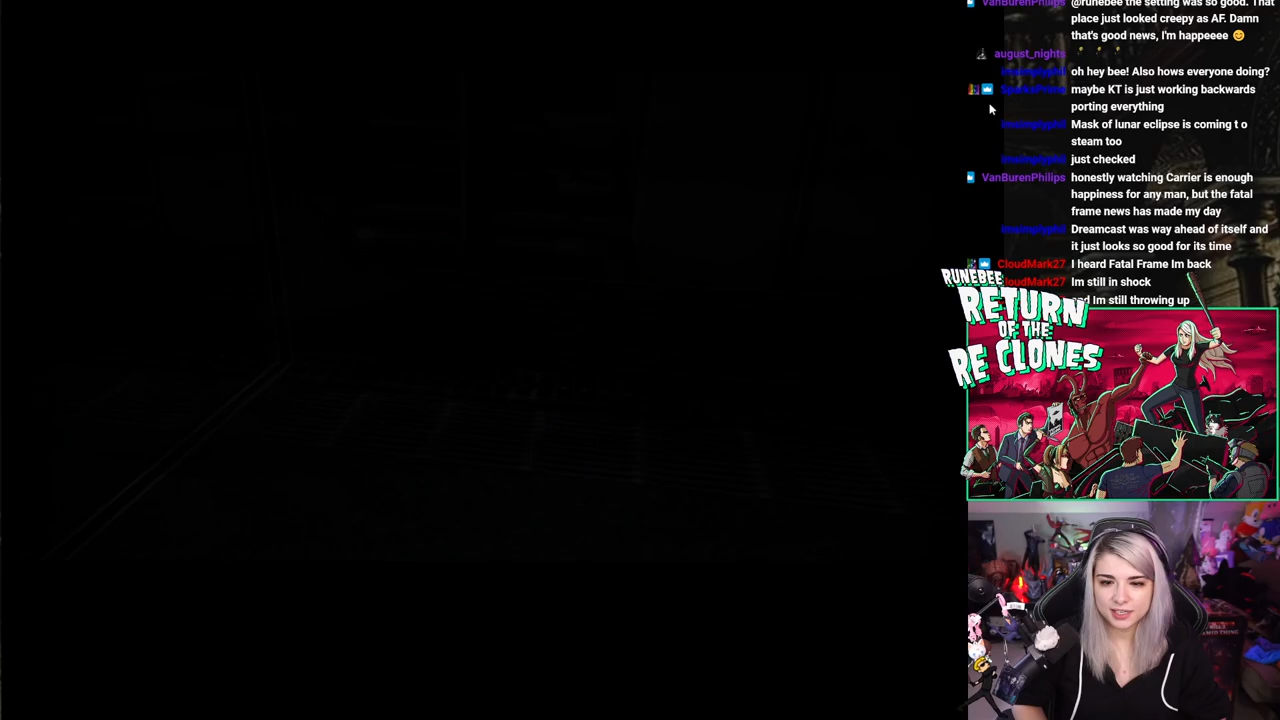 VanBurenPhilips @runebee the setting was so good. That
place just looked creepy as AF. Damn
that's good news, I'm happeeee 😊
august_nights
oh hey bee! Also hows everyone doing?
maybe KT is just working backwards
porting everything
Mask of lunar eclipse is coming t o
steam too
just checked
VanBurenPhilips honestly watching Carrier is enough
happiness for any man, but the fatal
frame news has made my day
Dreamcast was way ahead of itself and
it just looks so good for its time
CloudMark27 I heard Fatal Frame Im back
CloudMark27 Im still in shock
Im still throwing up
RUNEBEE
RETURN
OF THE
RE CLONES